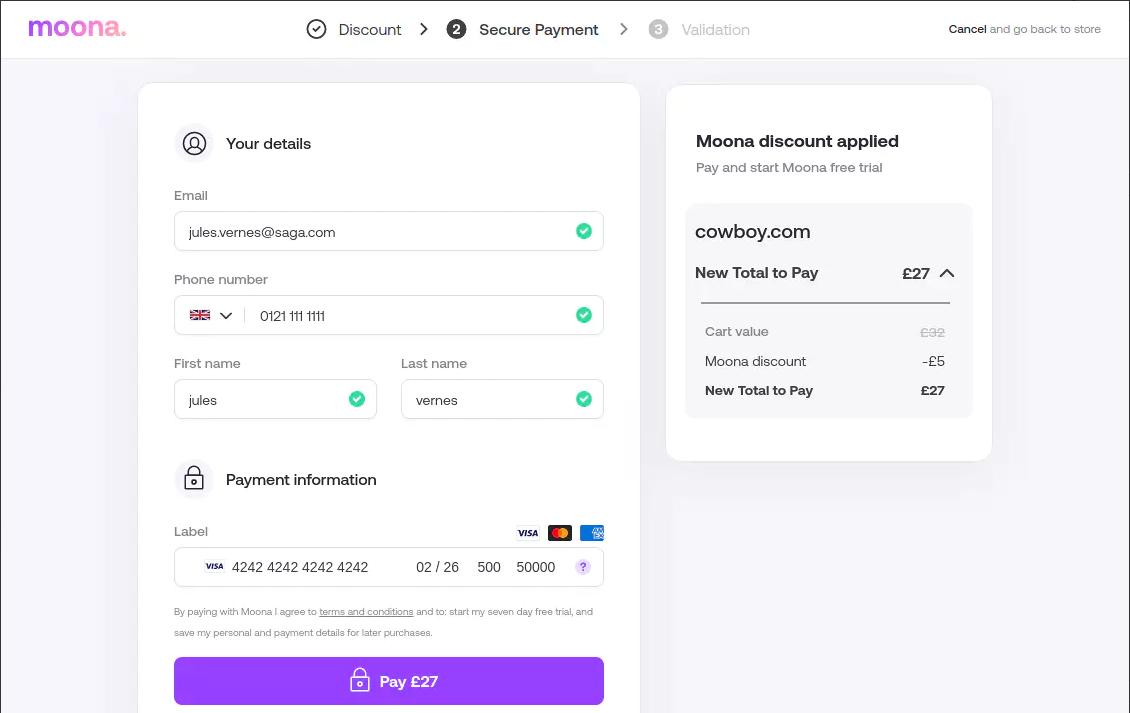 moona.
Discount
2 Secure Payment
3 Validation
Cancel and go back to store
Your details
Email
jules.vernes@saga.com
Phone number
0121 111 1111
First name
Last name
jules
vernes
Payment information
Label
VISA
AM EX
VISA 4242 4242 4242 4242 02 / 26 500 50000 ?
By paying with Moona I agree to terms and conditions and to: start my seven day free trial, and
save my personal and payment details for later purchases.
Pay £27
Moona discount applied
Pay and start Moona free trial
cowboy.com
New Total to Pay £27
Cart value £32
Moona discount -£5
New Total to Pay £27